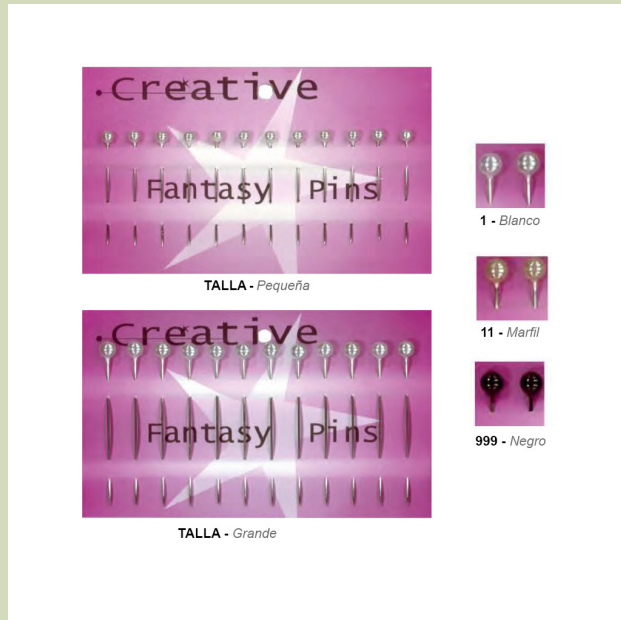 Creative
Fantasy Pins
TALLA - Pequeña
Creative
Fantasy Pins
TALLA - Grande
1 - Blanco
11 - Marfil
999 - Negro